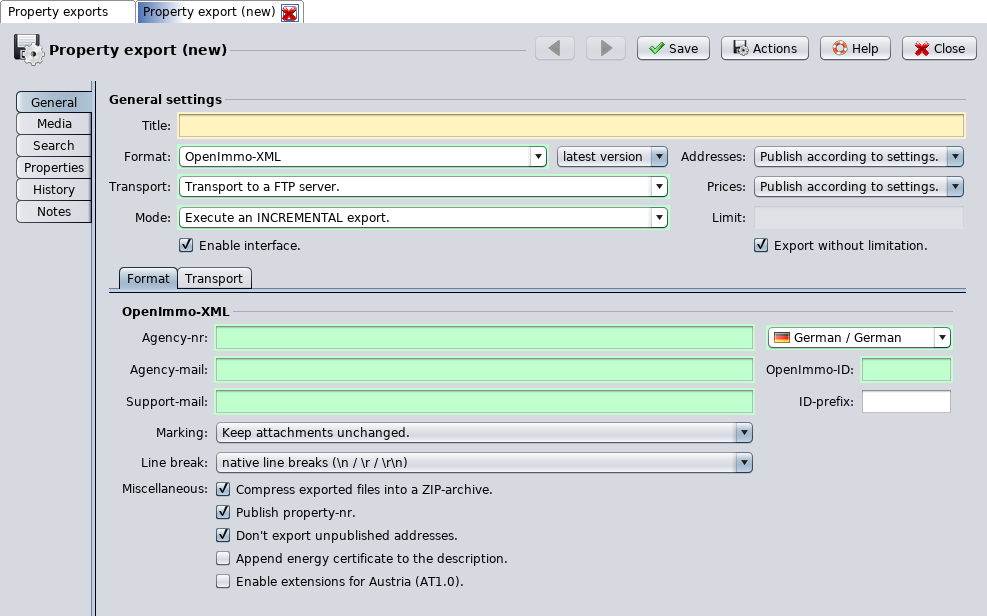 Property exports
Property export (new)
Property export (new)
Save
Actions
Help
Close
General
Media
Search
Properties
History
Notes
General settings
Title:
Format: OpenImmo-XML latest version Addresses: Publish according to settings.
Transport: Transport to a FTP server. Prices: Publish according to settings.
Mode: Execute an INCREMENTAL export. Limit:
Enable interface. Export without limitation.
Format Transport
OpenImmo-XML
Agency-nr: German / German
Agency-mail: OpenImmo-ID:
Support-mail: ID-prefix:
Marking: Keep attachments unchanged.
Line break: native line breaks (\n / \r / \r\n)
Miscellaneous: Compress exported files into a ZIP-archive.
Publish property-nr.
Don't export unpublished addresses.
Append energy certificate to the description.
Enable extensions for Austria (AT1.0).